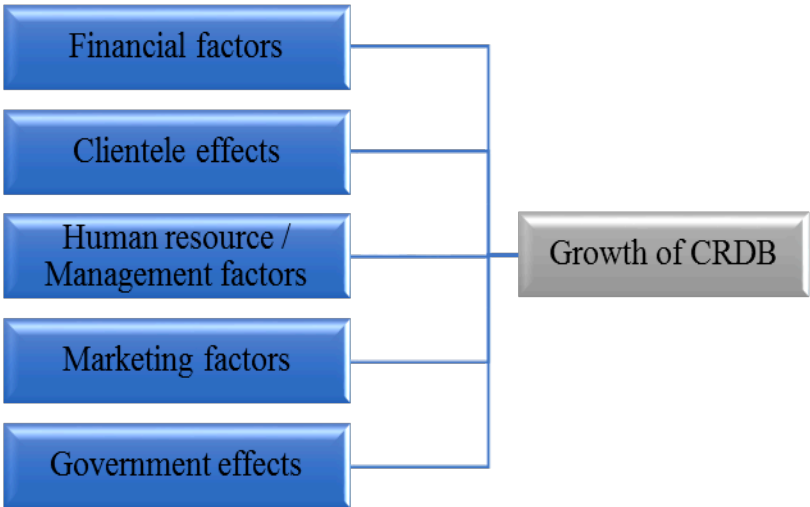 Financial factors
Clientele effects
Human resource /
Management factors
Growth of CRDB
Marketing factors
Government effects